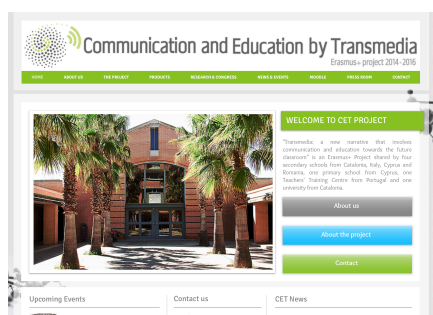 Communication and Education by Transmedia
Erasmus+ project 2014-2016
HOME ABOUT US THE PROJECT PRODUCTS RESEARCH & CONGRESS NEWS & EVENTS MOODLE PRESS ROOM CONTACT
WELCOME TO CET PROJECT
"Transmedia a new narrative that involves
communication and education towards the future
classroom" is an Erasmus+ Project shared by four
secondary schools from Catalonia, Italy, Cyprus and
Romania, one primary school from Cyprus, one
Teachers' Training Centre from Portugal and one
university from Catalonia.
About us
About the project
Contact
Upcoming Events
Contact us
CET News